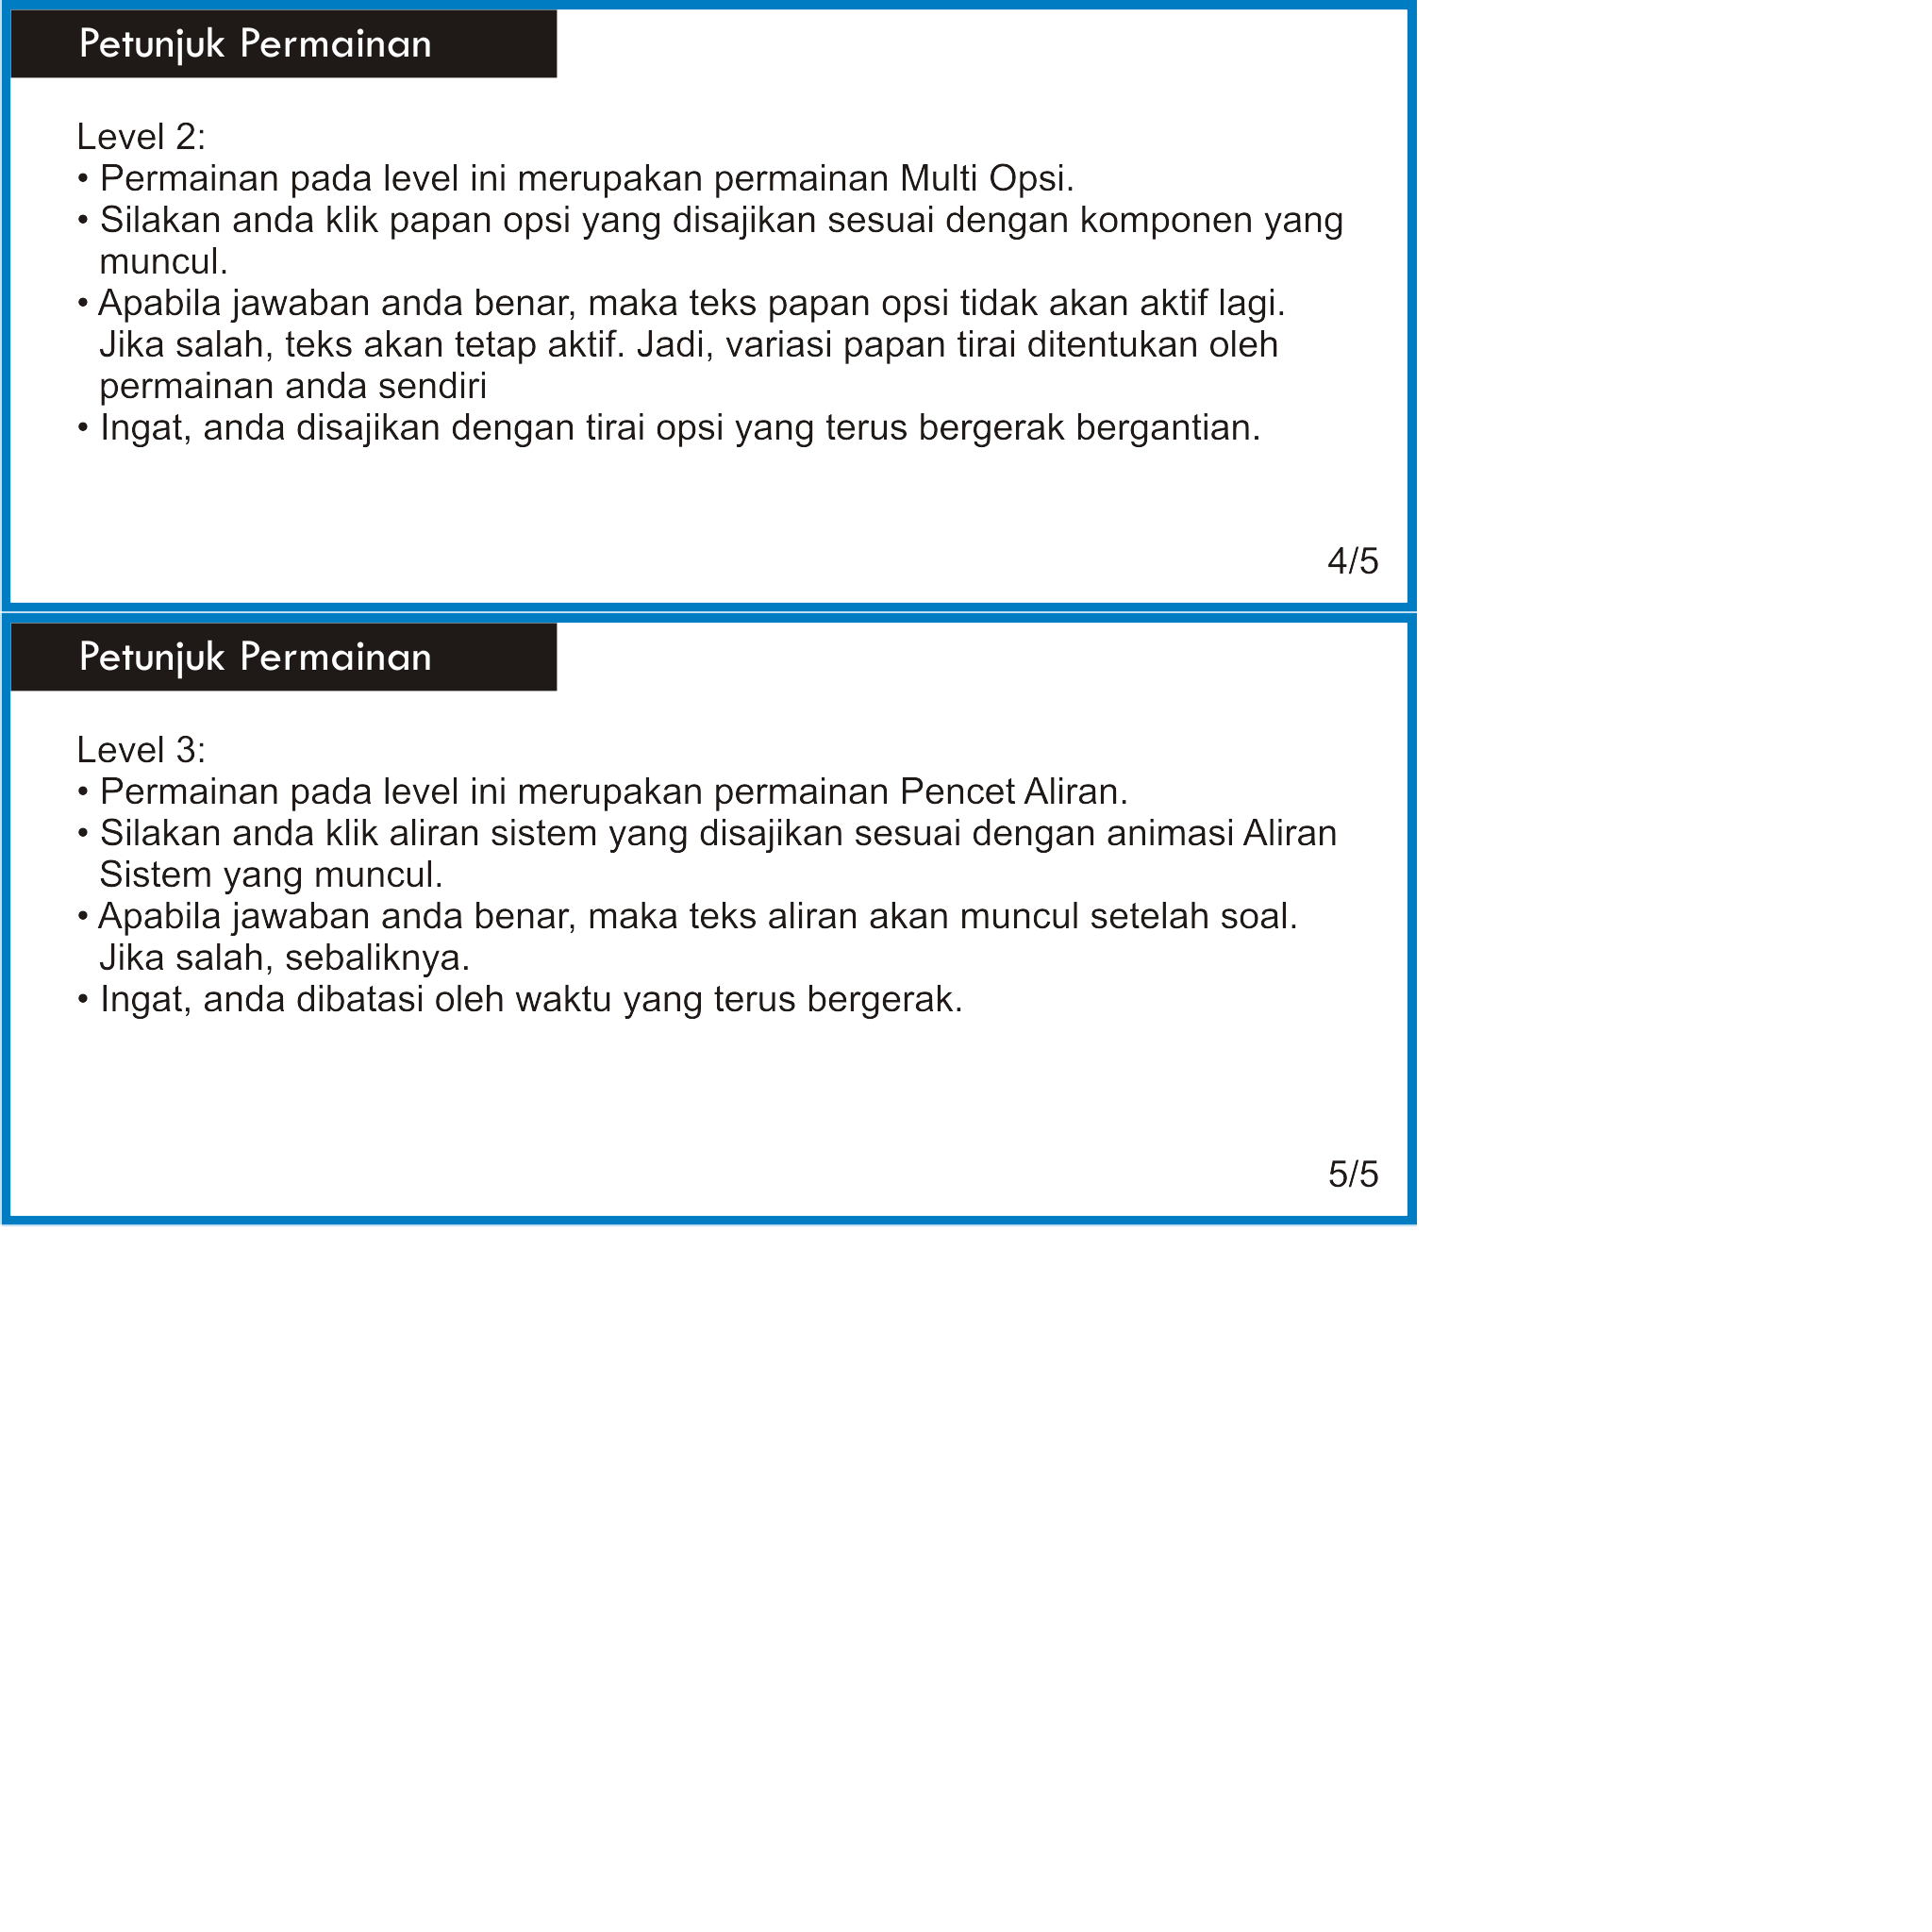 Petunjuk Permainan
Level 2:
• Permainan pada level ini merupakan permainan Multi Opsi.
• Silakan anda klik papan opsi yang disajikan sesuai dengan komponen yang
muncul.
• Apabila jawaban anda benar, maka teks papan opsi tidak akan aktif lagi.
Jika salah, teks akan tetap aktif. Jadi, variasi papan tirai ditentukan oleh
permainan anda sendiri
• Ingat, anda disajikan dengan tirai opsi yang terus bergerak bergantian.
4/5
Petunjuk Permainan
Level 3:
• Permainan pada level ini merupakan permainan Pencet Aliran.
• Silakan anda klik aliran sistem yang disajikan sesuai dengan animasi Aliran
Sistem yang muncul.
• Apabila jawaban anda benar, maka teks aliran akan muncul setelah soal.
Jika salah, sebaliknya.
• Ingat, anda dibatasi oleh waktu yang terus bergerak.
5/5